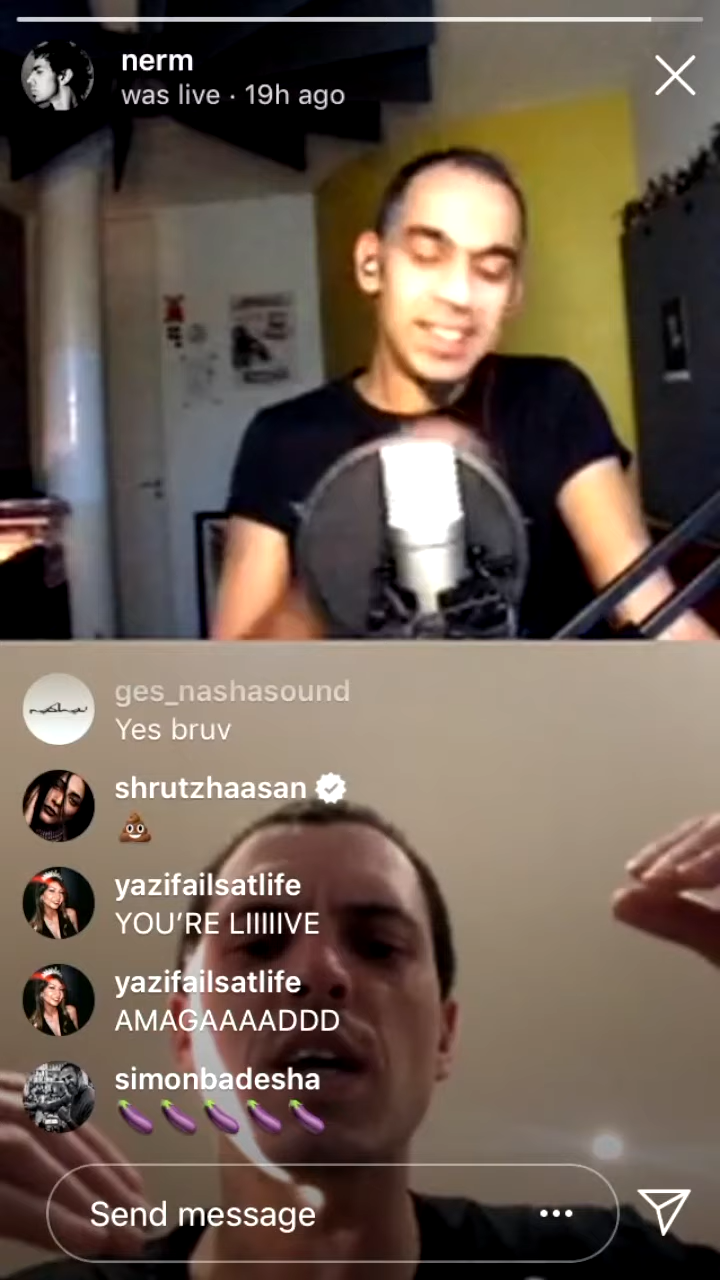 nerm
was live · 19h ago
ges_nashasound
Yes bruv
shrutzhaasan
💩
yazifailsatlife
YOU’RE LIIIIIVE
yazifailsatlife
AMAGAAAADDD
simonbadesha
🍆🍆🍆🍆🍆
Send message